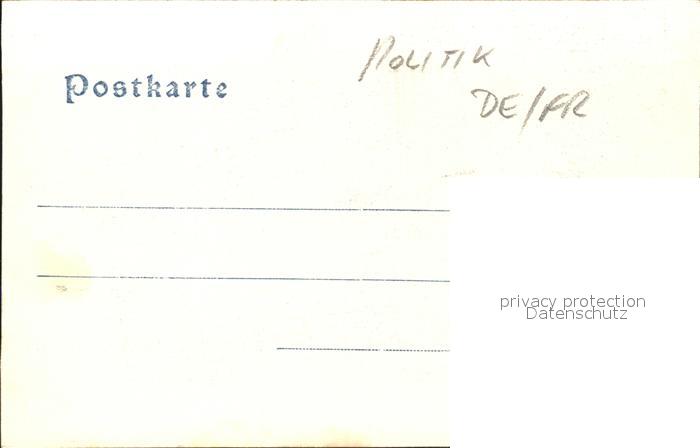 Postkarte
POLITIK
DE/FR
privacy protection
Datenschutz